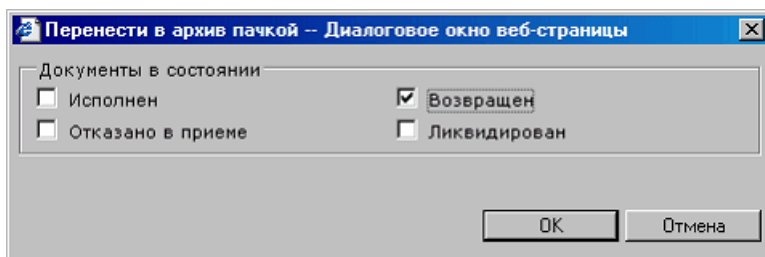 Перенести в архив пачкой -- Диалоговое окно веб-страницы
Документы в состоянии
Исполнен
Возвращен
Отказано в приеме
Ликвидирован
OK
Отмена